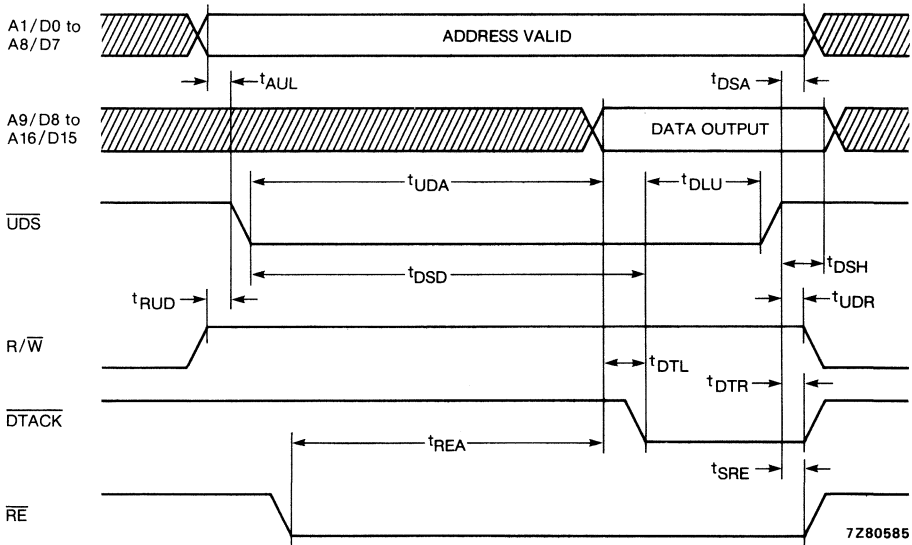 A1/D0 to
A8/D7
ADDRESS VALID
tAUL
tDSA
A9/D8 to
A16/D15
DATA OUTPUT
tUDA
tDLU
UDS
tDSD
tDSH
tRUD
tUDR
R/W
tDTL
tDTR
DTACK
tREA
tSRE
RE
7Z80585